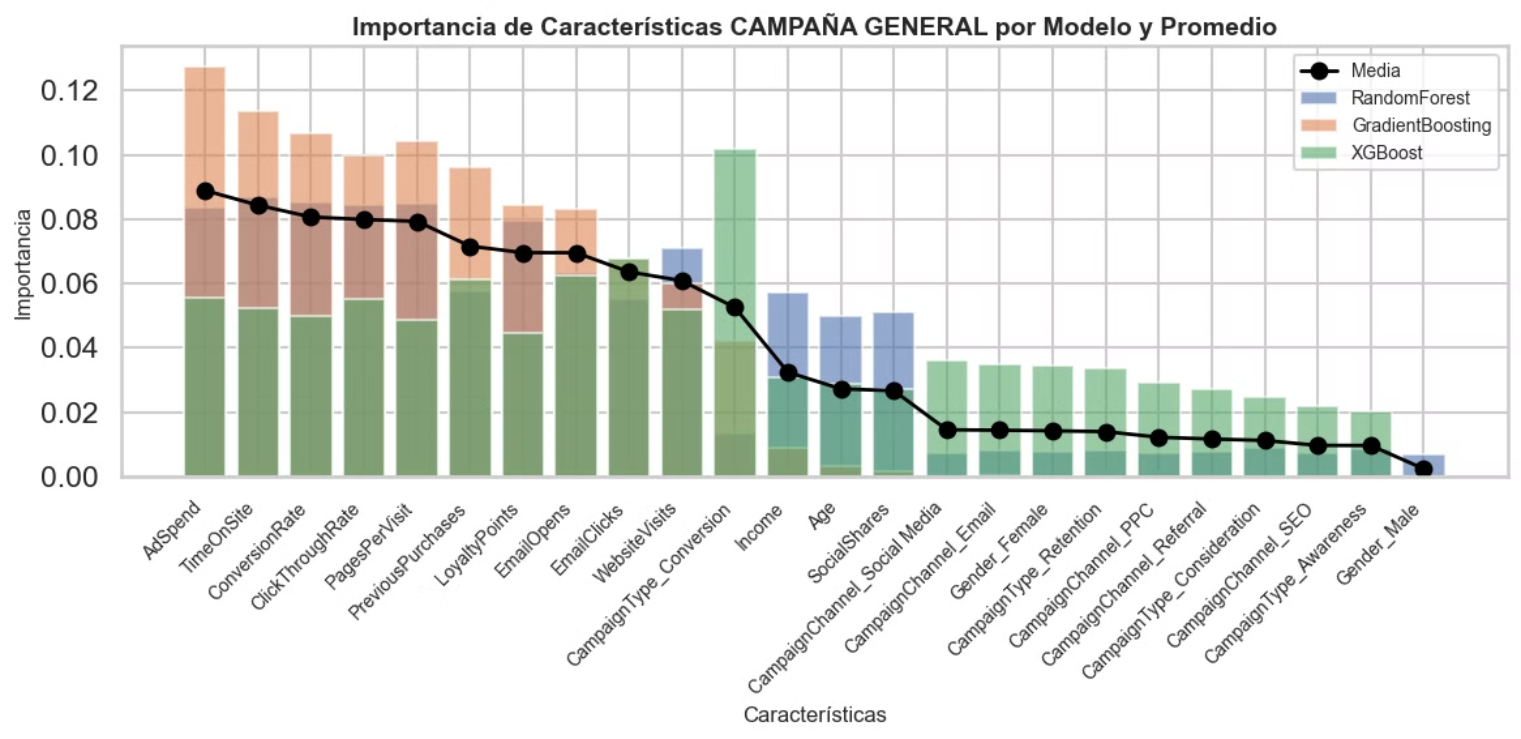 Importancia de Características CAMPAÑA GENERAL por Modelo y Promedio
Media
RandomForest
GradientBoosting
XGBoost
Importancia
0.12
0.10
0.08
0.06
0.04
0.02
0.00
AdSpend
TimeOnSite
ConversionRate
ClickThroughRate
PagesPerVisit
PreviousPurchases
LoyaltyPoints
EmailOpens
EmailClicks
WebsiteVisits
CampaignType_Conversion
Income
Age
SocialShares
CampaignChannel_Social Media
CampaignChannel_Email
Gender_Female
CampaignType_Retention
CampaignChannel_PPC
CampaignChannel_Referral
CampaignType_Consideration
CampaignChannel_SEO
CampaignType_Awareness
Gender_Male
Características